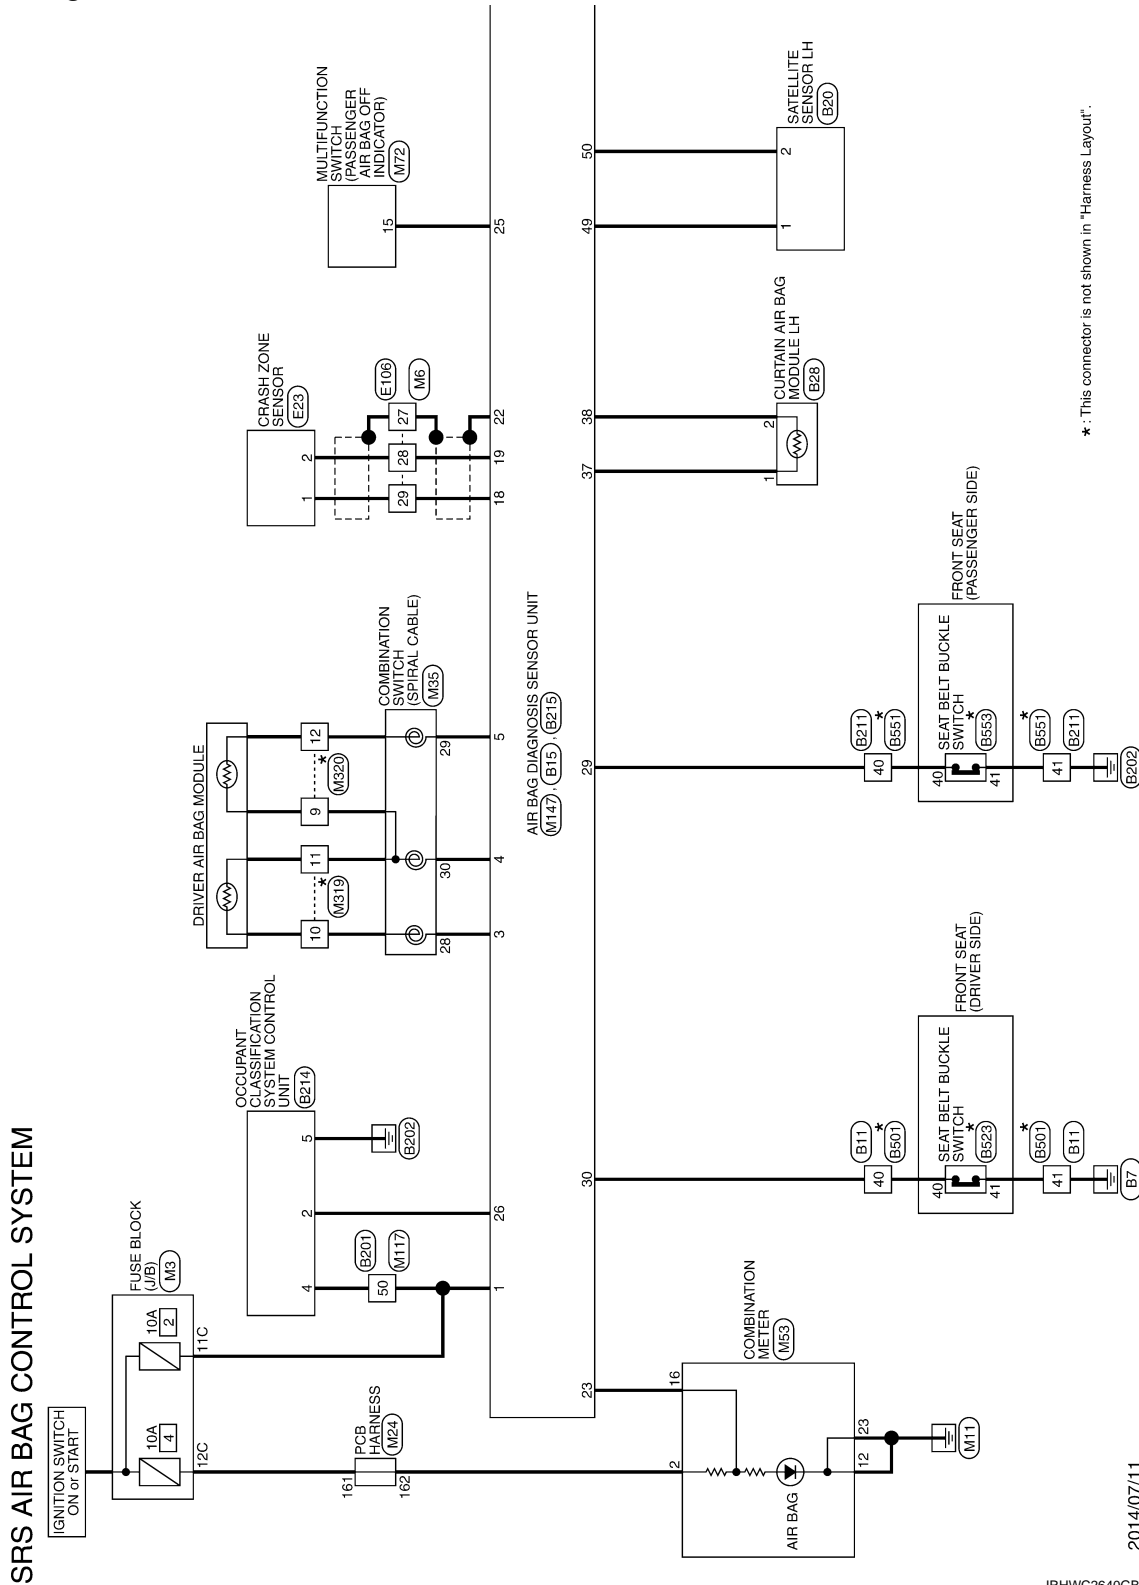 SRS AIR BAG CONTROL SYSTEM
IGNITION SWITCH
ON or START
FUSE BLOCK
(J/B)
M3
10A
4
10A
2
12C
11C
161
162
PCB
HARNESS
M24
OCCUPANT
CLASSIFICATION
SYSTEM CONTROL
UNIT
B214
4
2
5
50
B201
M117
B202
1
26
DRIVER AIR BAG MODULE
10
11
9
12
*
M319
*
M320
COMBINATION
SWITCH
(SPIRAL CABLE)
M35
28
30
29
3
4
5
CRASH ZONE
SENSOR
E23
1
2
29
28
27
E106
M6
18
19
22
MULTIFUNCTION
SWITCH
(PASSENGER
AIR BAG OFF
INDICATOR)
M72
15
25
AIR BAG DIAGNOSIS SENSOR UNIT
M147 , B15 , B215
23
30
29
37
38
49
50
COMBINATION
METER
M53
2
16
AIR BAG
12
23
M11
40
B11
*
B501
FRONT SEAT
(DRIVER SIDE)
SEAT BELT BUCKLE
SWITCH
*
B523
40
41
41
*
B501
B11
B7
40
B211
*
B551
FRONT SEAT
(PASSENGER SIDE)
SEAT BELT BUCKLE
SWITCH
*
B553
40
41
41
*
B551
B211
B202
CURTAIN AIR BAG
MODULE LH
B28
1
2
SATELLITE
SENSOR LH
B20
1
2
* : This connector is not shown in "Harness Layout".
2014/07/11